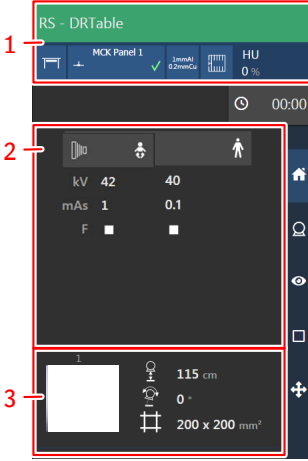 RS - DRTable
1
MCK Panel 1
1mmAl
0.2mmCu
HU
0 %
00:00
2
kV 42 40
mAs 1 0.1
F
1
115 cm
0 °
3
200 x 200 mm²